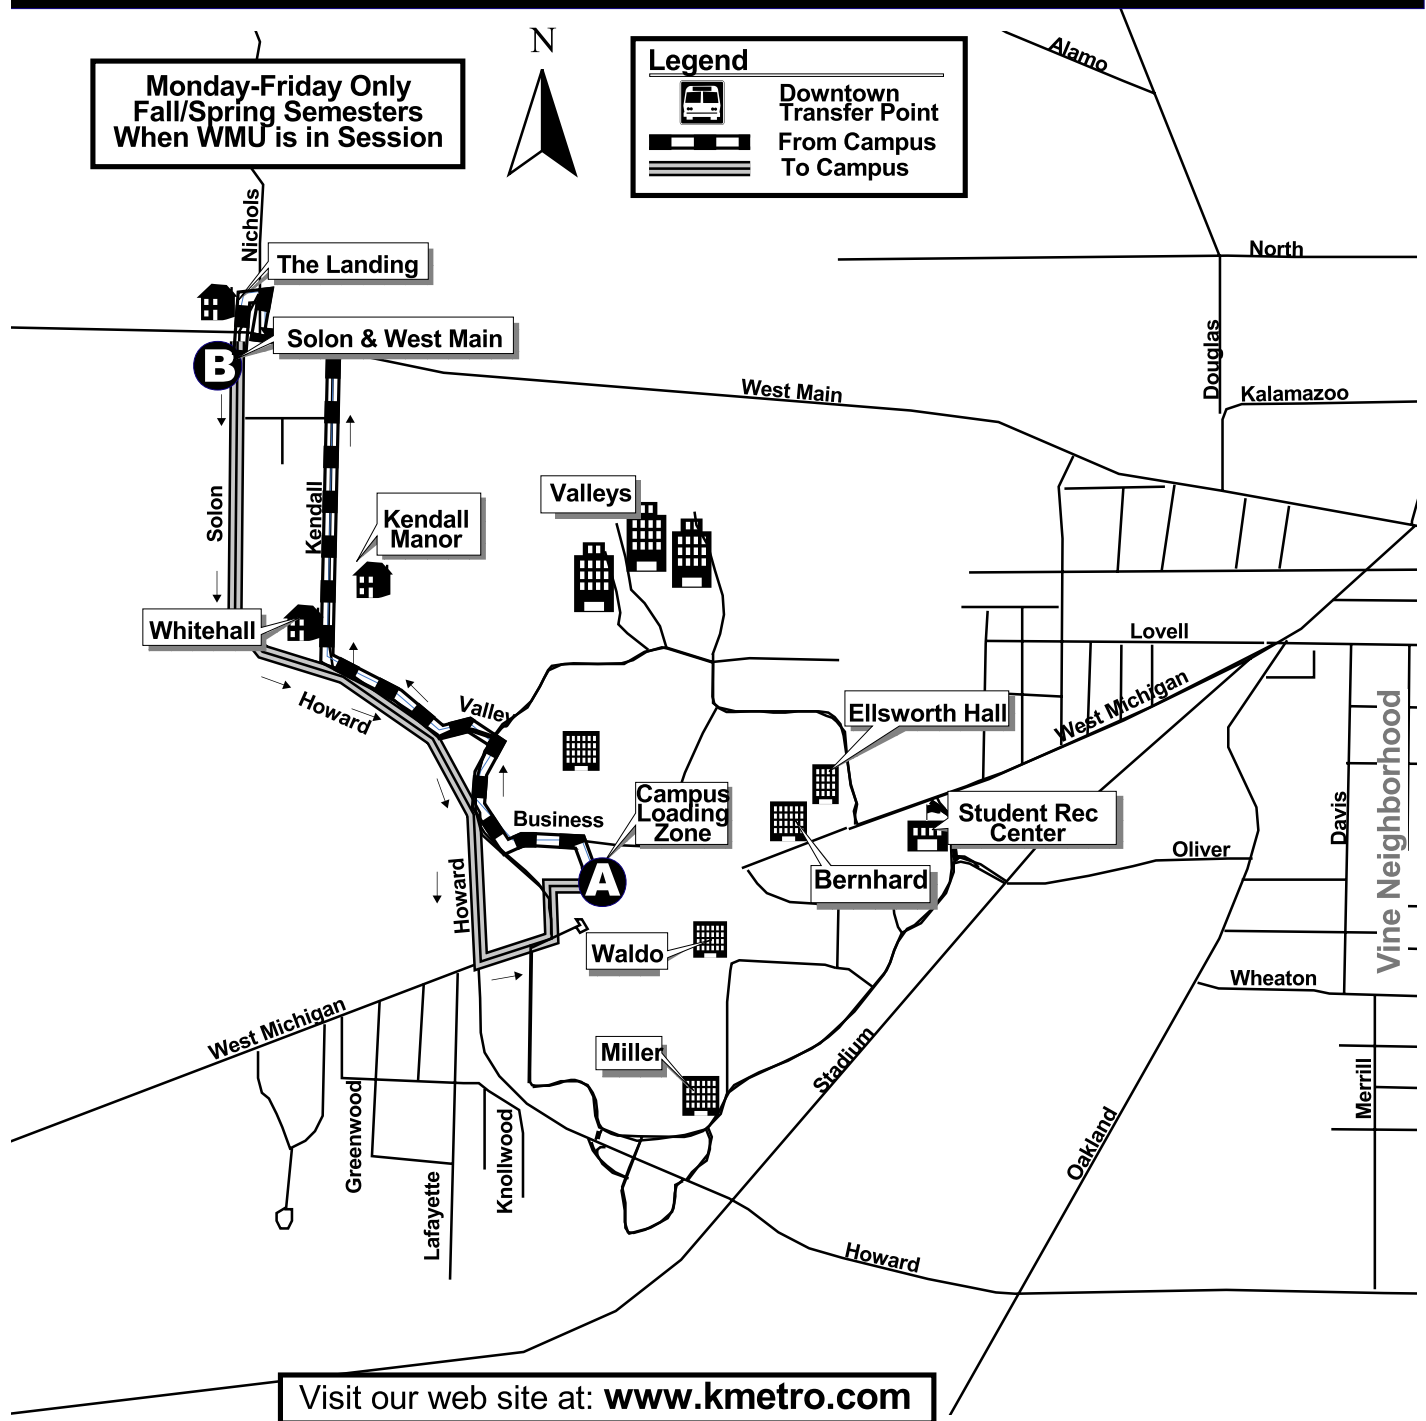 N
Alamo
Legend
Downtown
Transfer Point
From Campus
To Campus
Monday-Friday Only
Fall/Spring Semesters
When WMU is in Session
Nichols
The Landing
North
Solon & West Main
B
Douglas
West Main
Kalamazoo
Solon
Kendall
Valleys
Kendall
Manor
Whitehall
Lovell
Howard
Valley
Ellsworth Hall
West Michigan
Vine Neighborhood
Campus
Loading
Zone
Business
Student Rec
Center
Davis
Oliver
A
Bernhard
Howard
Waldo
Wheaton
West Michigan
Miller
Stadium
Merrill
Greenwood
Knollwood
Oakland
Lafayette
Howard
Visit our web site at: www.kmetro.com